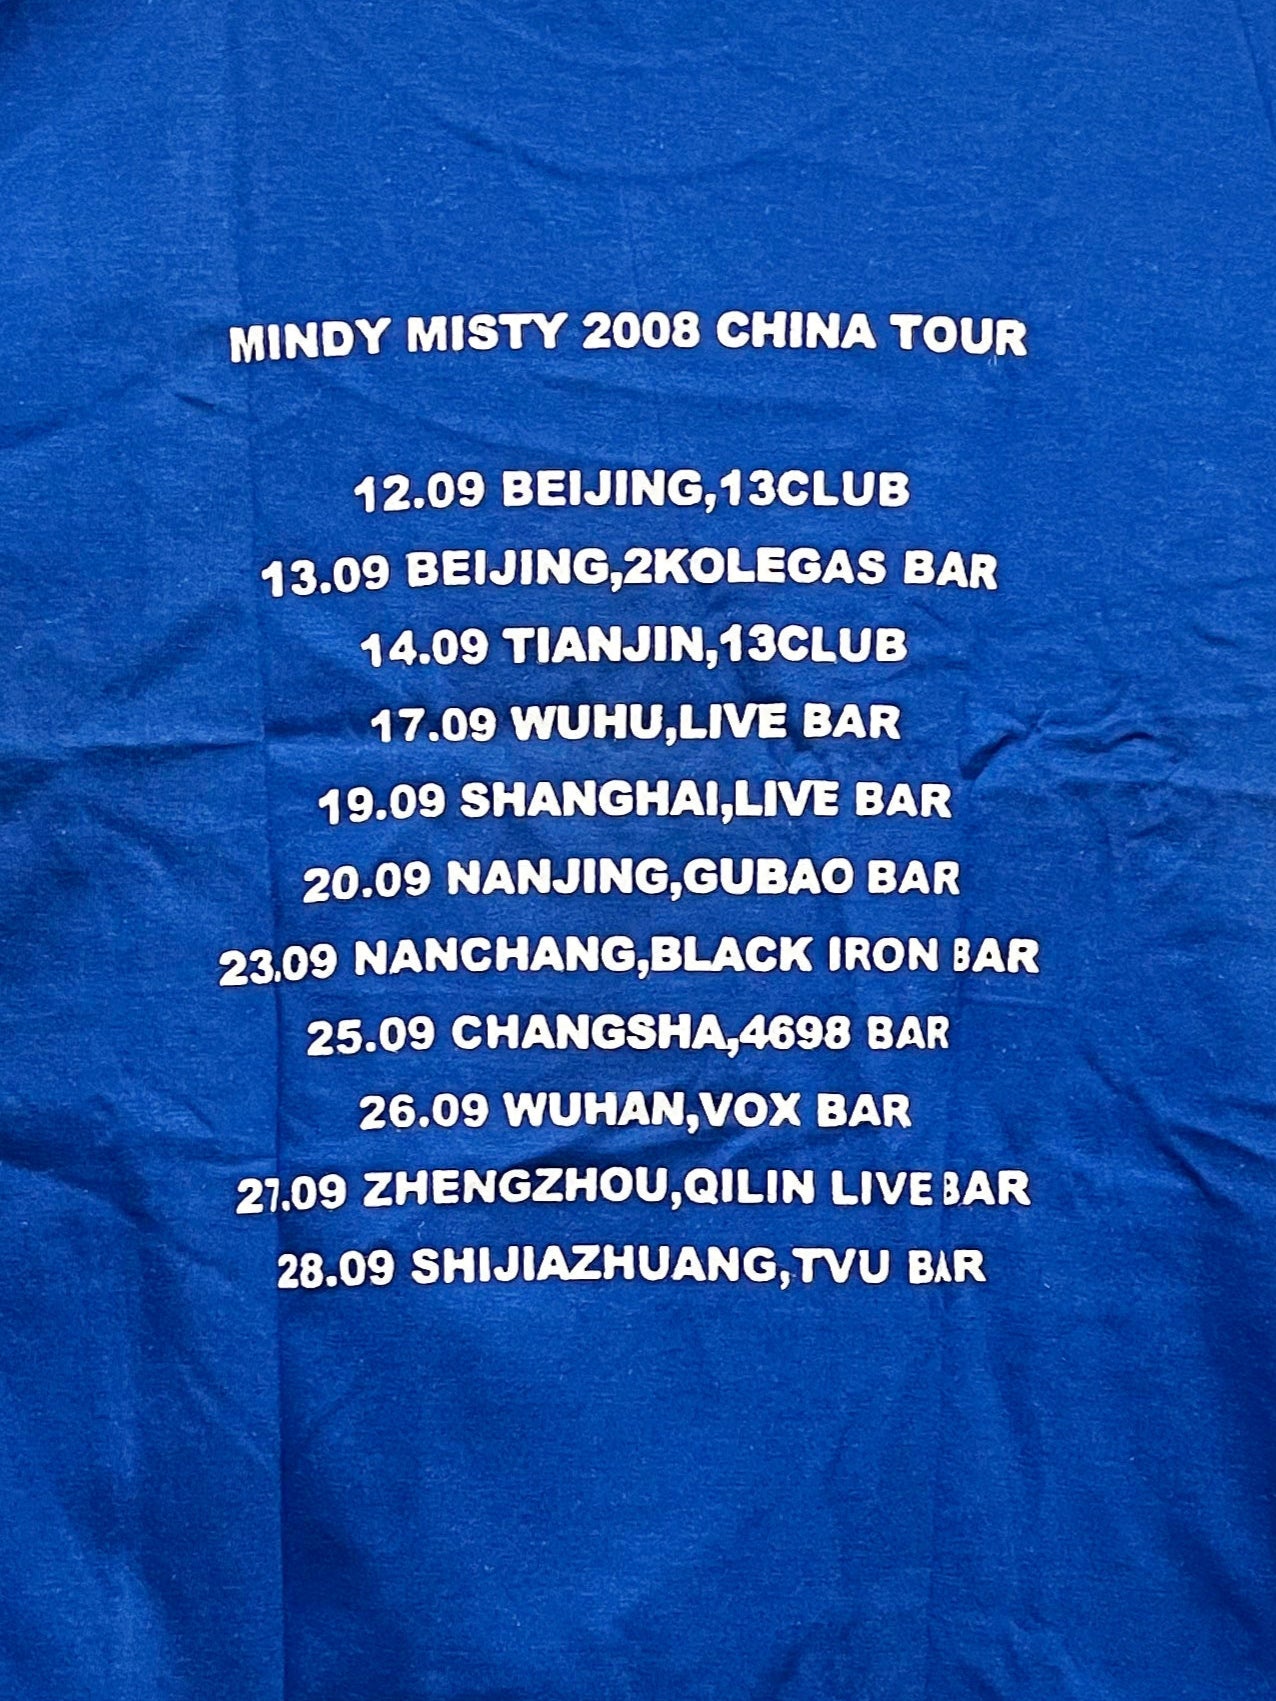 MINDY MISTY 2008 CHINA TOUR
12.09 BEIJING,13CLUB
13.09 BEIJING,2KOLEGAS BAR
14.09 TIANJIN,13CLUB
17.09 WUHU,LIVE BAR
19.09 SHANGHAI,LIVE BAR
20.09 NANJING,GUBAO BAR
23.09 NANCHANG,BLACK IRON BAR
25.09 CHANGSHA,4698 BAR
26.09 WUHAN,VOX BAR
27.09 ZHENGZHOU,QILIN LIVE BAR
28.09 SHIJIAZHUANG,TVU BAR